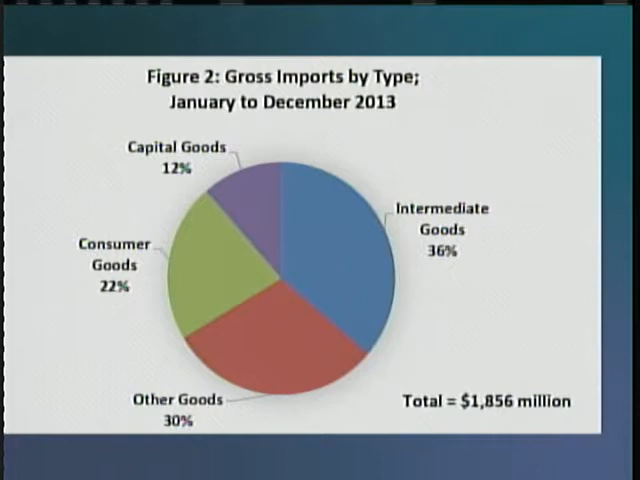 Figure 2: Gross Imports by Type;
January to December 2013
Capital Goods
12%
Intermediate
Goods
36%
Consumer
Goods
22%
Other Goods
30%
Total = $1,856 million